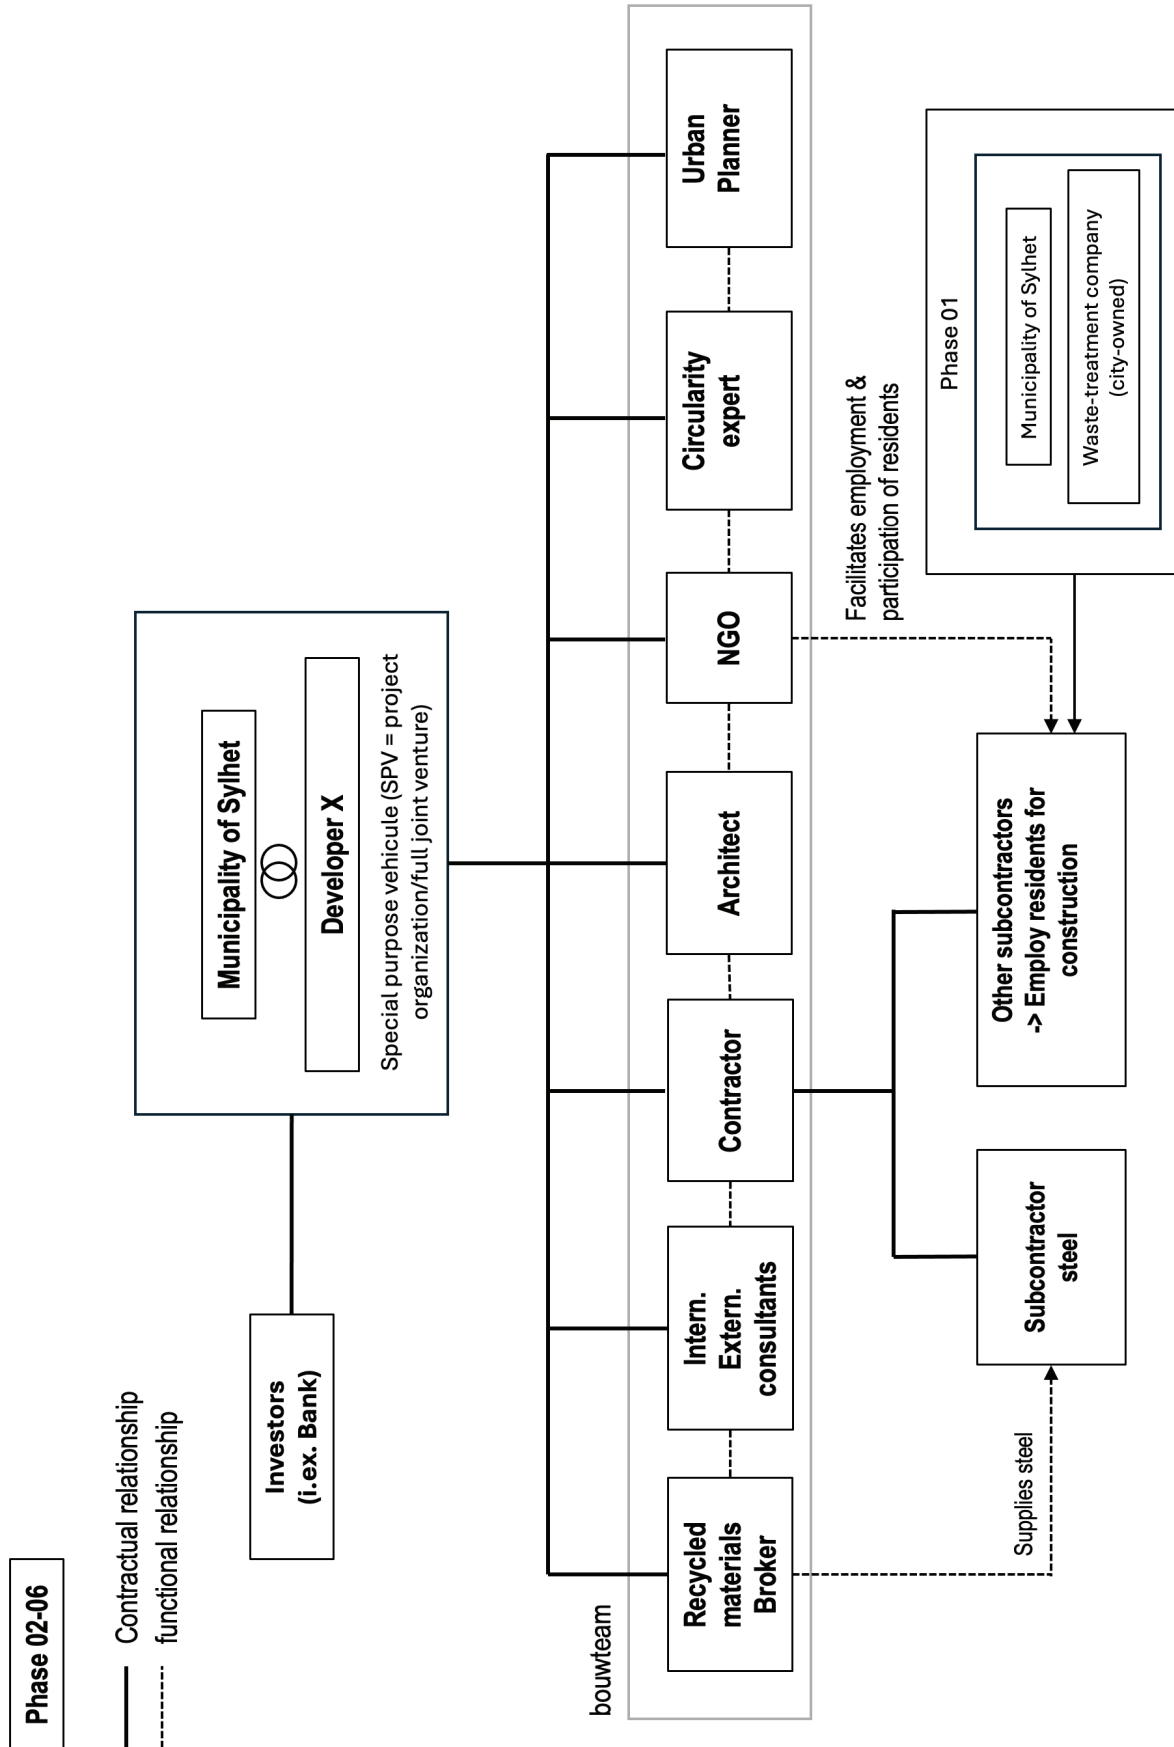 Phase 02-06
Contractual relationship
functional relationship
Investors
(i.ex. Bank)
Municipality of Sylhet
Developer X
Special purpose vehicule (SPV = project
organization/full joint venture)
bouwteam
Recycled
materials
Broker
Intern.
Extern.
consultants
Contractor
Architect
NGO
Circularity
expert
Urban
Planner
Supplies steel
Facilitates employment &
participation of residents
Subcontractor
steel
Other subcontractors
-> Employ residents for
construction
Phase 01
Municipality of Sylhet
Waste-treatment company
(city-owned)